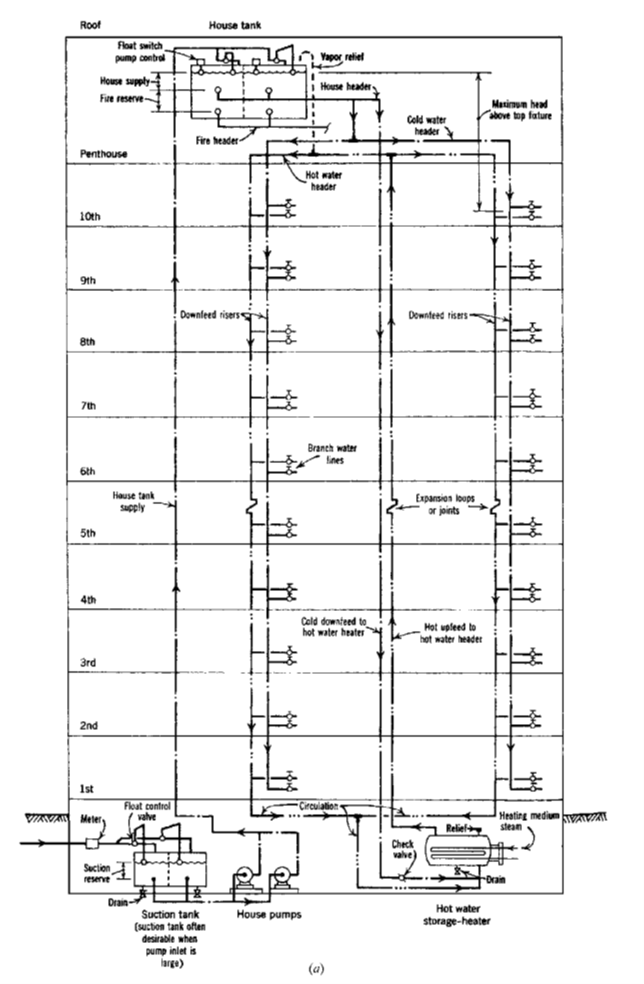 Roof
House tank
Float switch
pump control
Vapor relief
House supply
House header
Fire reserve
Maximum head
above top fixture
Cold water
header
Fire header
Penthouse
Hot water
header
10th
9th
Downfeed risers
Downfeed risers
8th
7th
Branch water
lines
6th
House tank
supply
Expansion loops
or joints
5th
4th
Cold downfeed to
hot water heater
Hot upfeed to
hot water header
3rd
2nd
1st
Float control
valve
Circulation
Meter
Heating medium
steam
Relief
Check
valve
Suction
reserve
Drain
Drain
Suction tank
(suction tank often
desirable when
pump inlet is
large)
House pumps
Hot water
storage-heater
(a)